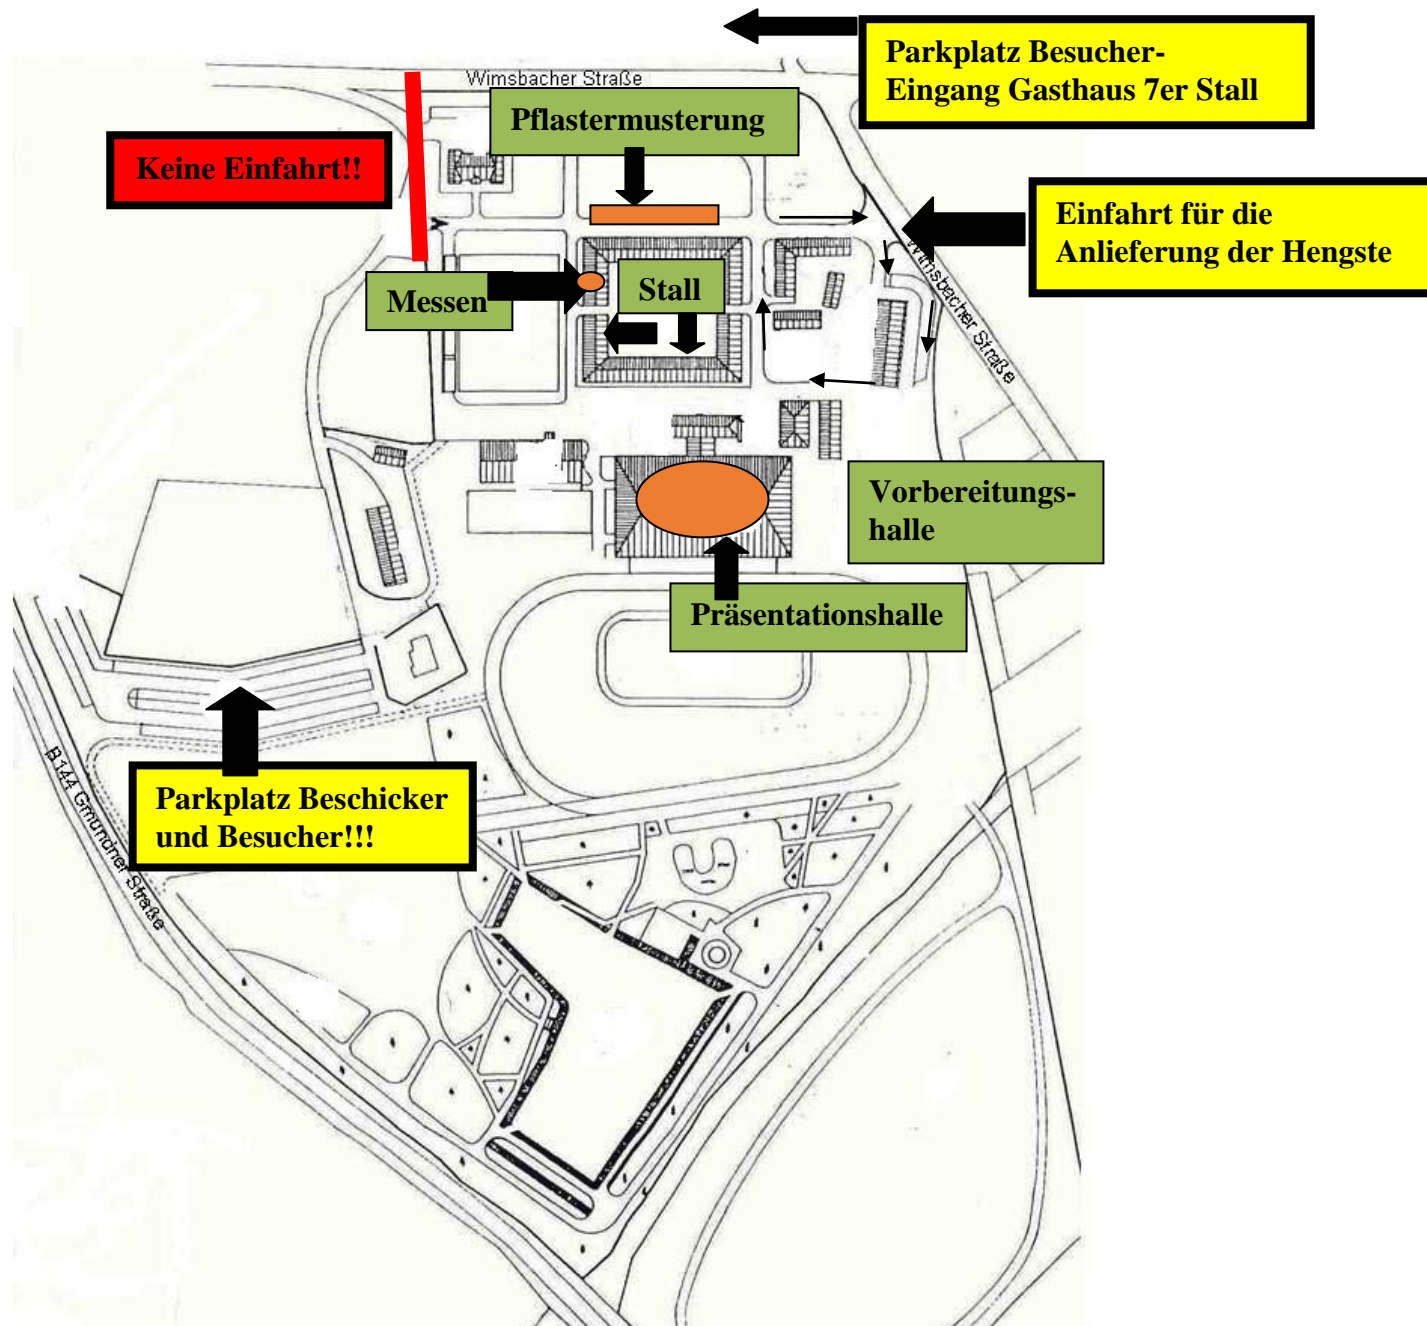 Parkplatz Besucher-
Eingang Gasthaus 7er Stall
Wimsbacher Straße
Pflastermusterung
Keine Einfahrt!!
Einfahrt für die
Anlieferung der Hengste
Wimsbacher Straße
Messen
Stall
Vorbereitungs-
halle
Präsentationshalle
B144 Gmundner Straße
Parkplatz Beschicker
und Besucher!!!